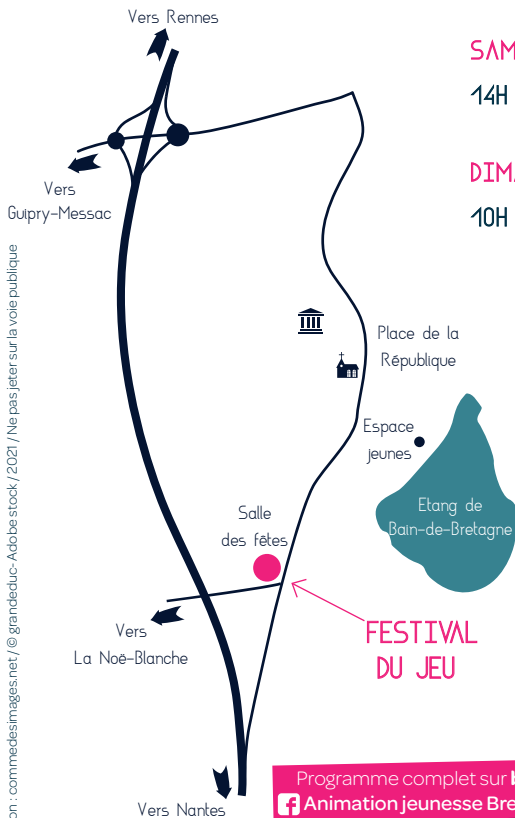 Vers Rennes
SAM
14H
DIMA
10H
Vers
Guipry-Messac
Place de la
République
Espace
jeunes
Etang de
Bain-de-Bretagne
Salle
des fêtes
Vers
La Noë-Blanche
FESTIVAL
DU JEU
Vers Nantes
Programme complet sur b
Animation jeunesse Bre
on : commedesimages.net / © grandeduc- Adobe stock / 2021 / Ne pas jeter sur la voie publique